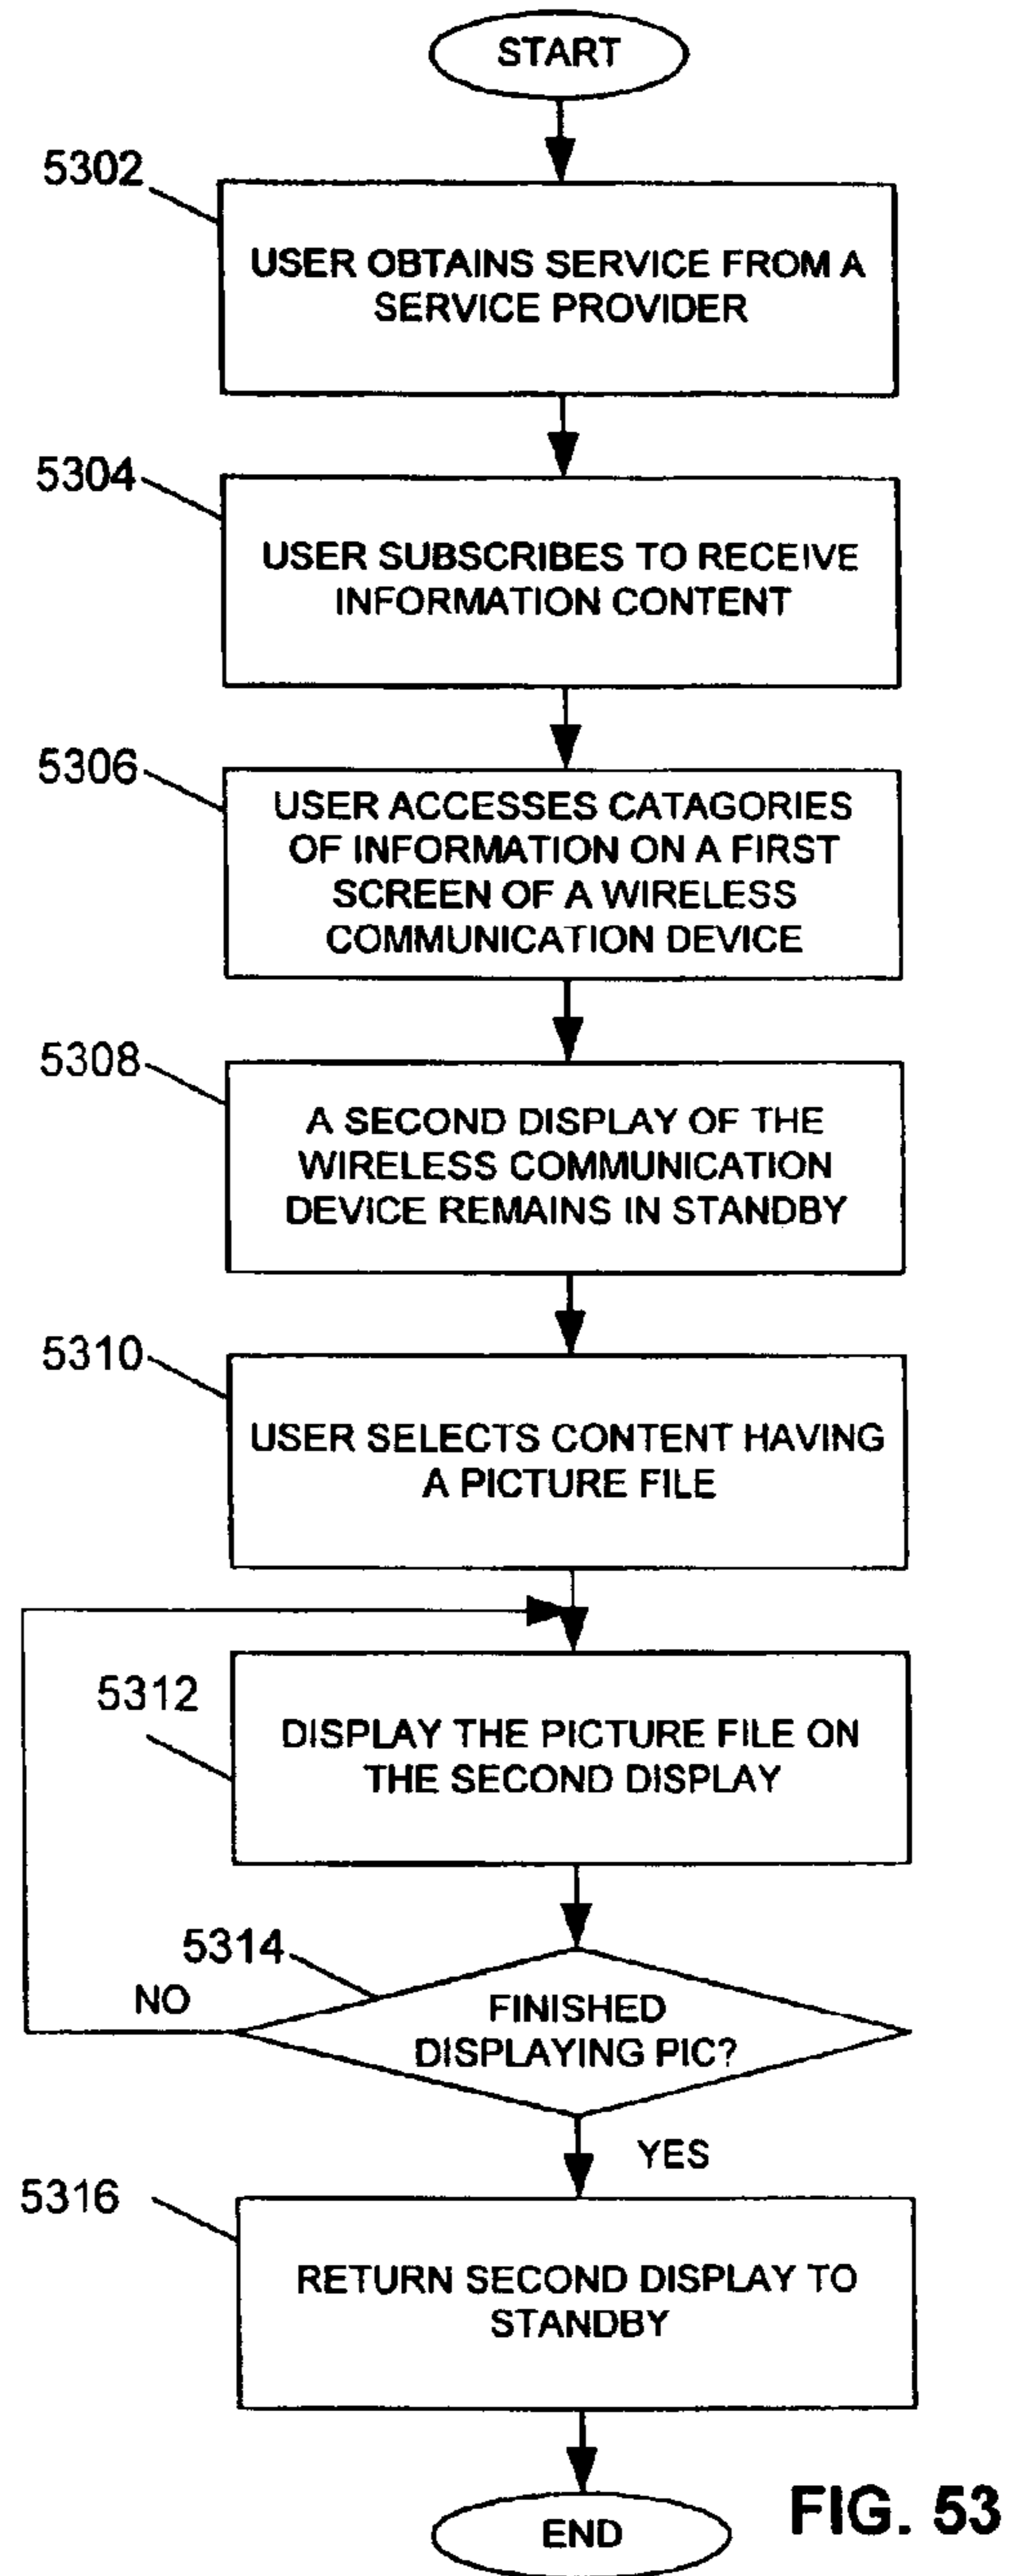 START
5302
USER OBTAINS SERVICE FROM A
SERVICE PROVIDER
5304
USER SUBSCRIBES TO RECEIVE
INFORMATION CONTENT
5306
USER ACCESSES CATAGORIES
OF INFORMATION ON A FIRST
SCREEN OF A WIRELESS
COMMUNICATION DEVICE
5308
A SECOND DISPLAY OF THE
WIRELESS COMMUNICATION
DEVICE REMAINS IN STANDBY
5310
USER SELECTS CONTENT HAVING
A PICTURE FILE
5312
DISPLAY THE PICTURE FILE ON
THE SECOND DISPLAY
5314
NO
FINISHED
DISPLAYING PIC?
YES
5316
RETURN SECOND DISPLAY TO
STANDBY
END
FIG. 53